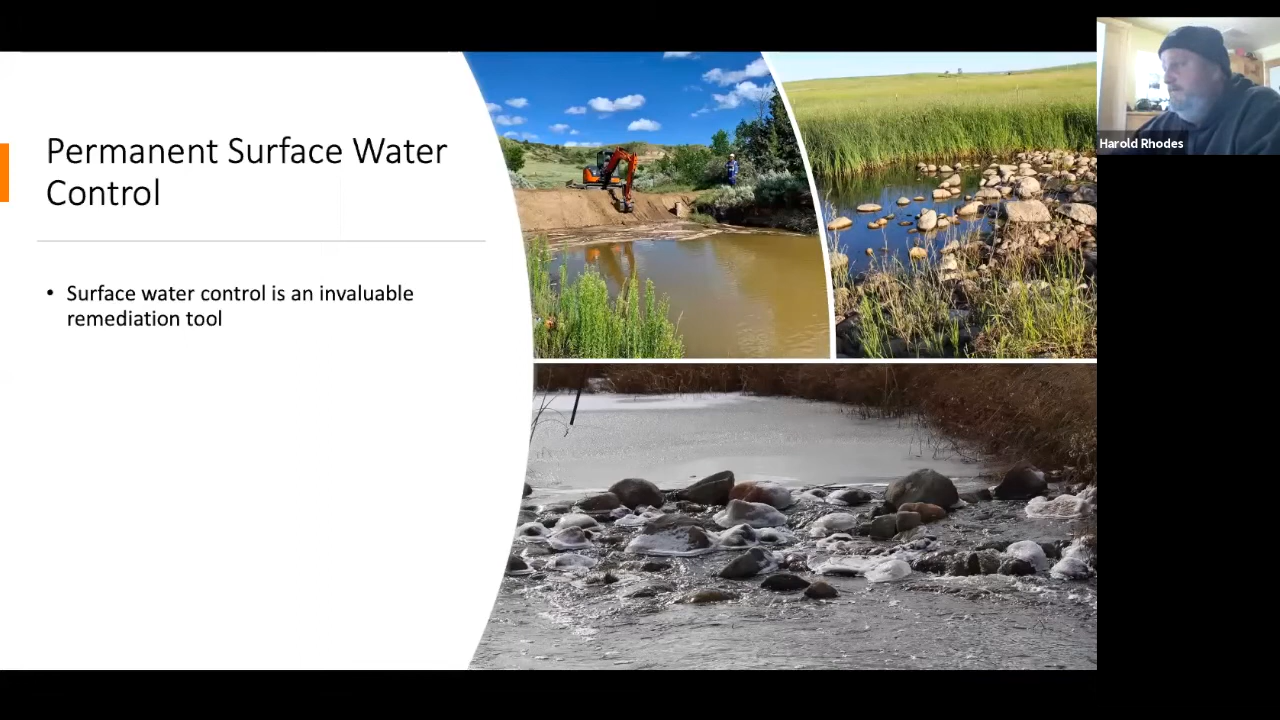 Permanent Surface Water
Control
• Surface water control is an invaluable
remediation tool
Harold Rhodes